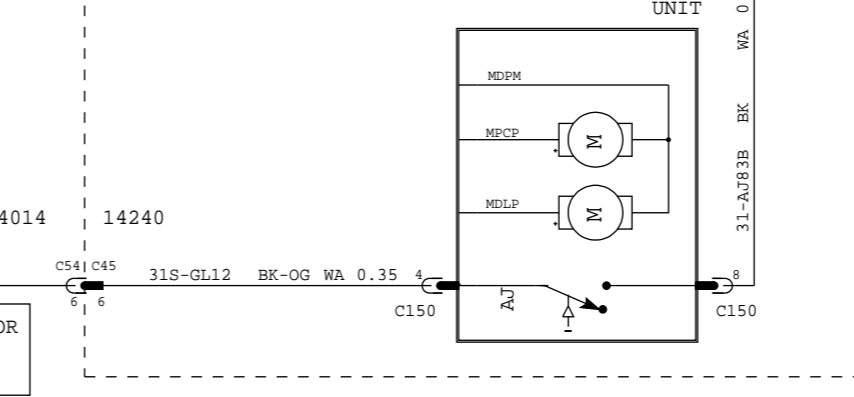 UNIT
WA 0
BK
31-AJ83B
MDPM
MPCP
M
MDLP
M
4014
14240
C54
C45
31S-GL12 BK-OG WA 0.35
4
8
6
6
C150
AJ
C150
OR